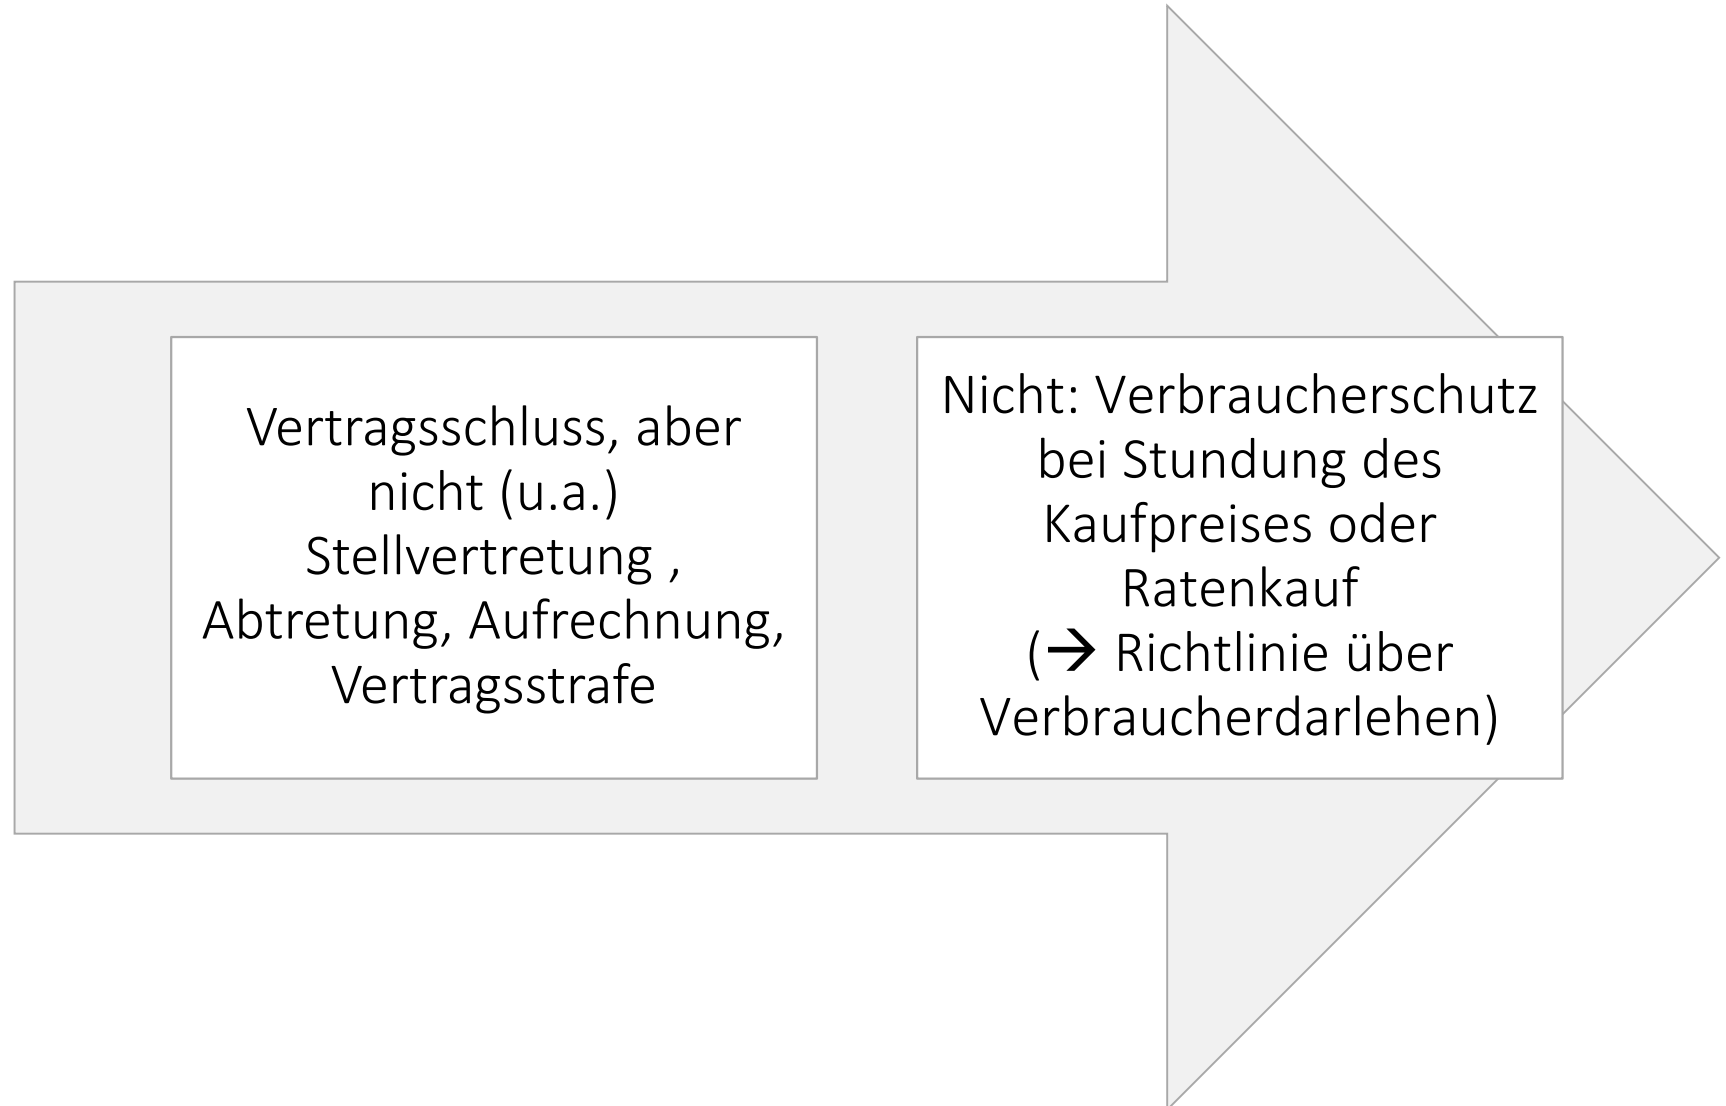 Vertragsschluss, aber
nicht (u.a.)
Stellvertretung ,
Abtretung, Aufrechnung,
Vertragsstrafe
Nicht: Verbraucherschutz
bei Stundung des
Kaufpreises oder
Ratenkauf
(→ Richtlinie über
Verbraucherdarlehen)